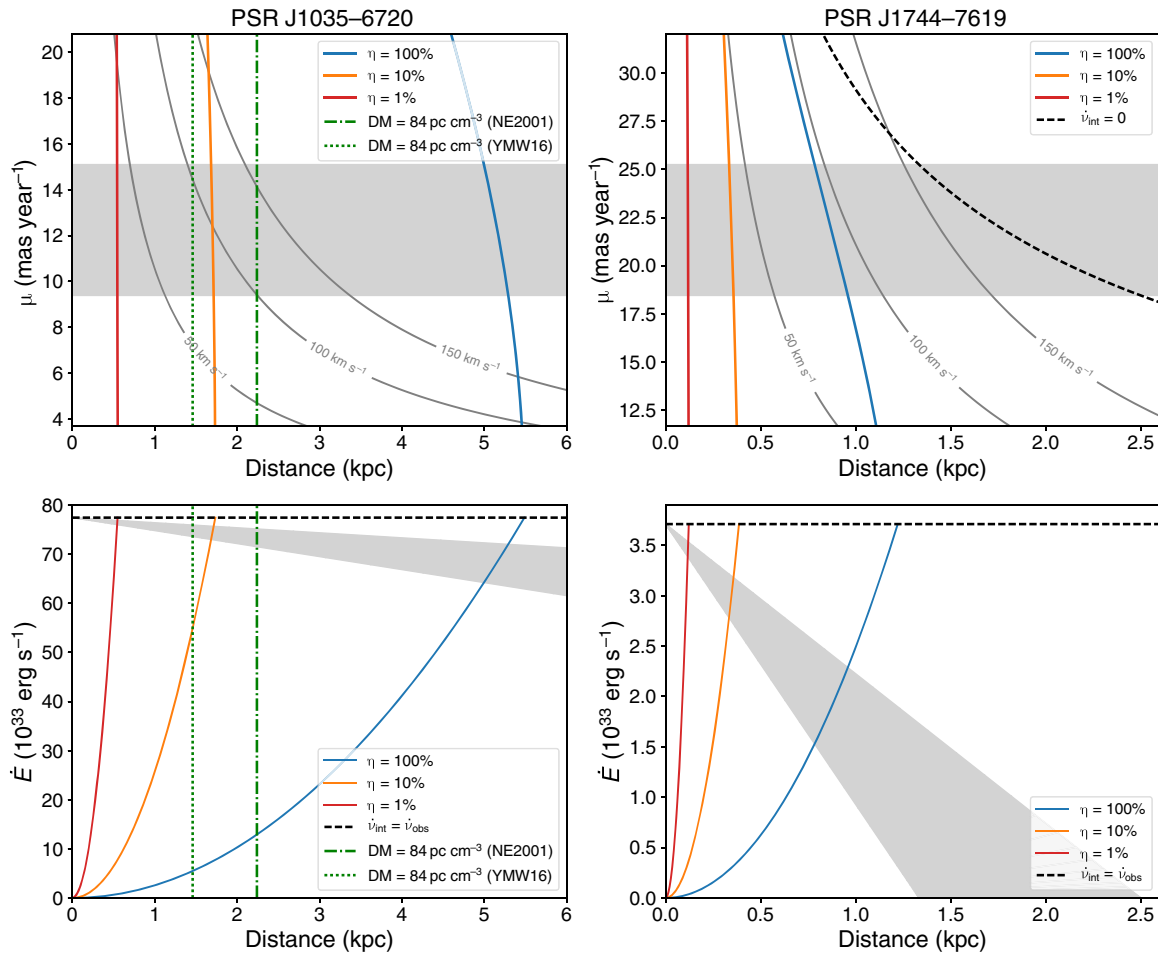 PSR J1035–6720
μ (mas year⁻¹)
20
18
16
14
12
10
8
6
4
η = 100%
η = 10%
η = 1%
DM = 84 pc cm⁻³ (NE2001)
DM = 84 pc cm⁻³ (YMW16)
50 km s⁻¹
100 km s⁻¹
150 km s⁻¹
0 1 2 3 4 5 6
Distance (kpc)
PSR J1744–7619
μ (mas year⁻¹)
30.0
27.5
25.0
22.5
20.0
17.5
15.0
12.5
η = 100%
η = 10%
η = 1%
ν̇int = 0
50 km s⁻¹
100 km s⁻¹
150 km s⁻¹
0.0 0.5 1.0 1.5 2.0 2.5
Distance (kpc)
Ė (10³³ erg s⁻¹)
80
70
60
50
40
30
20
10
0
η = 100%
η = 10%
η = 1%
ν̇int = ν̇obs
DM = 84 pc cm⁻³ (NE2001)
DM = 84 pc cm⁻³ (YMW16)
0 1 2 3 4 5 6
Distance (kpc)
Ė (10³³ erg s⁻¹)
3.5
3.0
2.5
2.0
1.5
1.0
0.5
0.0
η = 100%
η = 10%
η = 1%
ν̇int = ν̇obs
0.0 0.5 1.0 1.5 2.0 2.5
Distance (kpc)